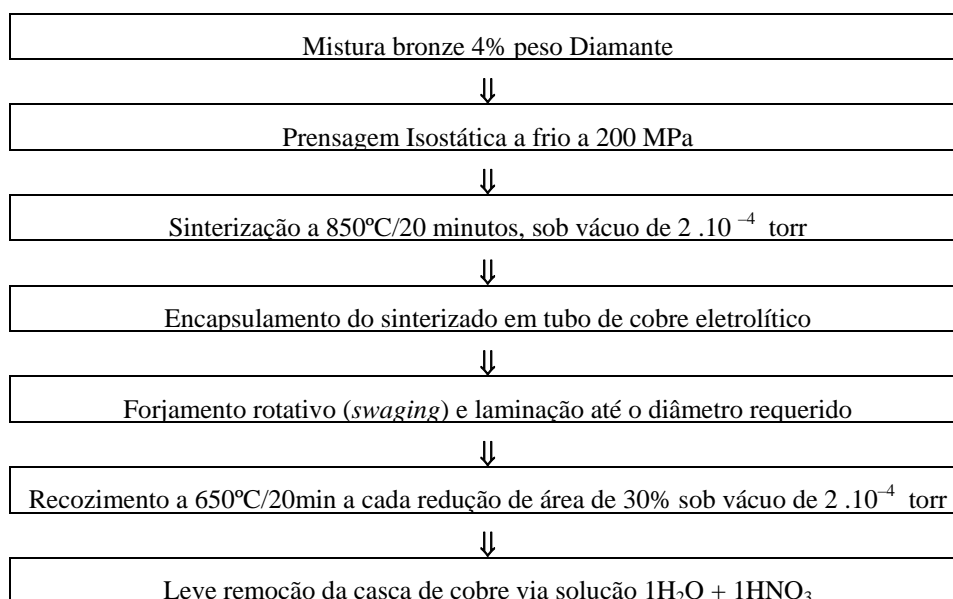 Mistura bronze 4% peso Diamante
⇓
Prensagem Isostática a frio a 200 MPa
⇓
Sinterização a 850ºC/20 minutos, sob vácuo de 2 .10 ⁻⁴ torr
⇓
Encapsulamento do sinterizado em tubo de cobre eletrolítico
⇓
Forjamento rotativo (swaging) e laminação até o diâmetro requerido
⇓
Recozimento a 650ºC/20min a cada redução de área de 30% sob vácuo de 2 .10⁻⁴ torr
⇓
Leve remoção da casca de cobre via solução 1H₂O + 1HNO₃